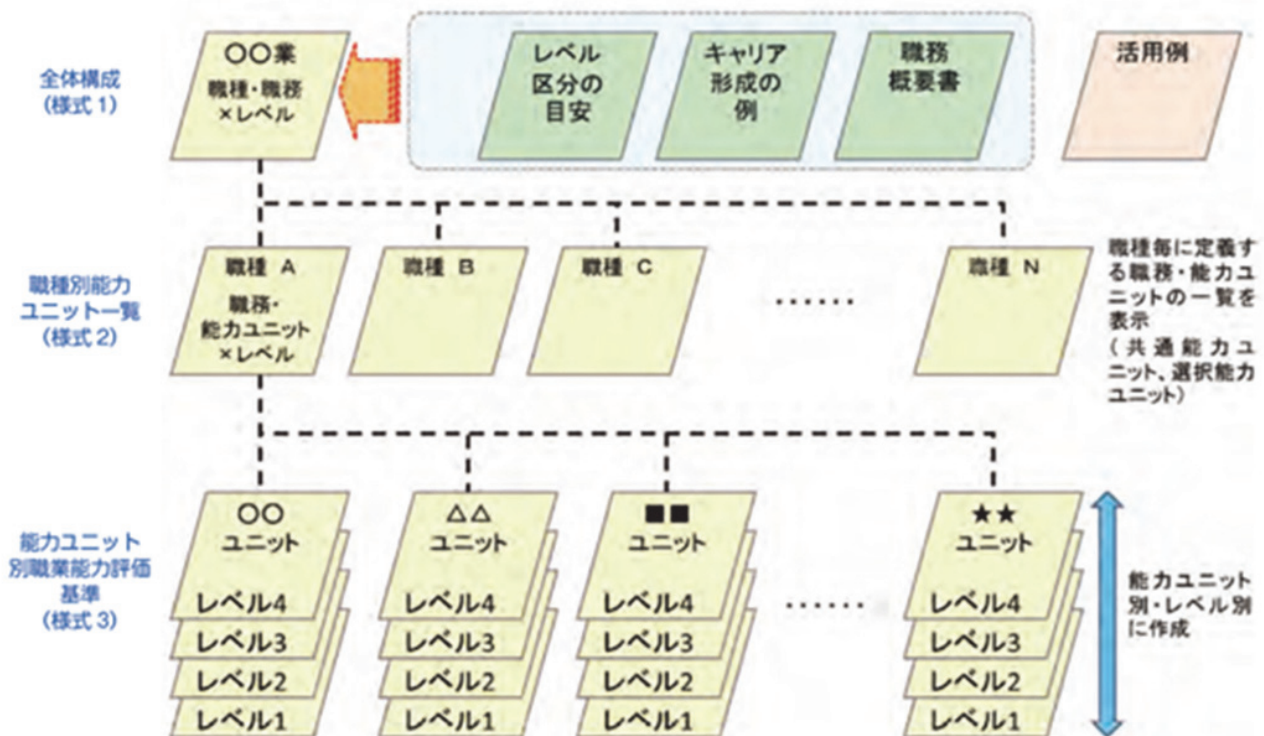 全体構成
(様式1)
〇〇業
職種・職務
×レベル
レベル
区分の
目安
キャリア
形成の
例
職務
概要書
活用例
職種別能力
ユニット一覧
(様式2)
職種 A
職務・
能力ユニット
×レベル
職種 B
職種 C
……
職種 N
職種毎に定義す
る職務・能力ユ
ニットの一覧を
表示
(共通能力ユ
ニット、選択能力
ユニット)
能力ユニット
別職業能力評価
基準
(様式3)
〇〇
ユニット
レベル4
レベル3
レベル2
レベル1
△△
ユニット
レベル4
レベル3
レベル2
レベル1
■■
ユニット
レベル4
レベル3
レベル2
レベル1
……
★★
ユニット
レベル4
レベル3
レベル2
レベル1
能力ユニット
別・レベル別
に作成